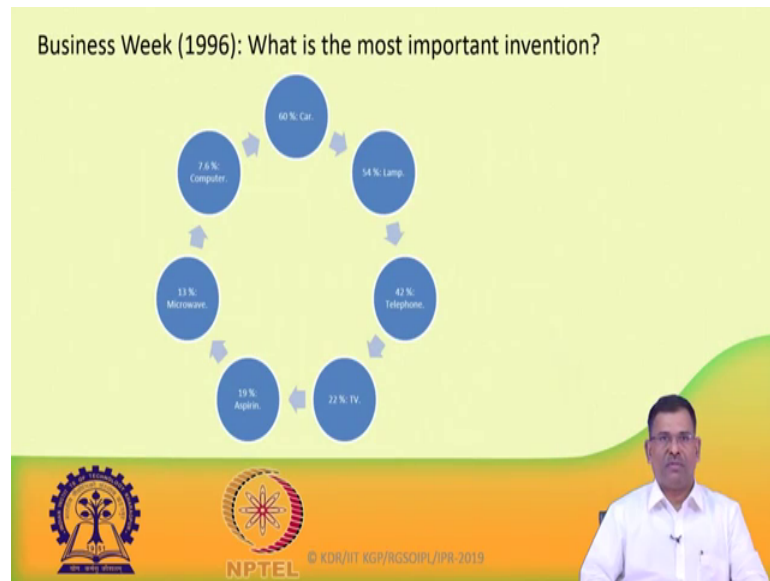 Business Week (1996): What is the most important invention?
60 %: Car.
54 %: Lamp.
42 %:
Telephone.
22 %: TV.
19 %:
Aspirin.
13 %:
Microwave.
7.6 %:
Computer.
1951
NPTEL
© KDR/IIT KGP/RGSOIPL/IPR-2019